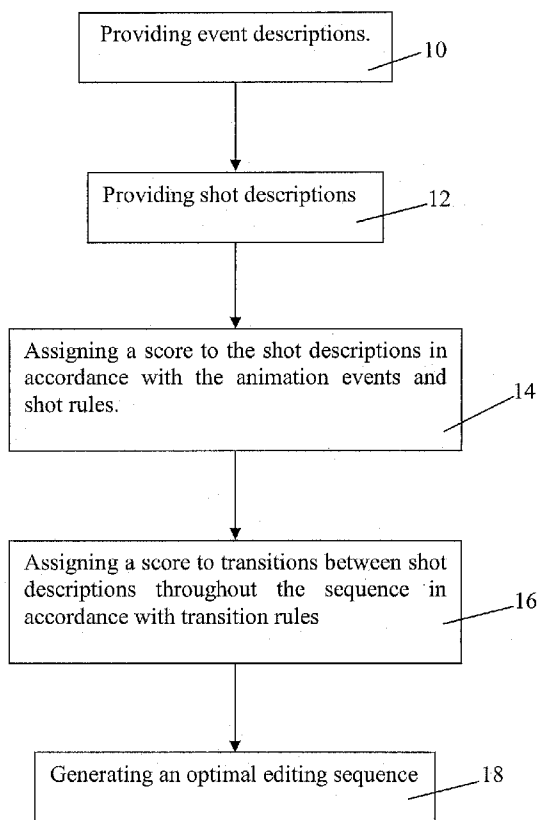 Providing event descriptions.
10
Providing shot descriptions
12
Assigning a score to the shot descriptions in
accordance with the animation events and
shot rules.
14
Assigning a score to transitions between shot
descriptions throughout the sequence in
accordance with transition rules
16
Generating an optimal editing sequence
18